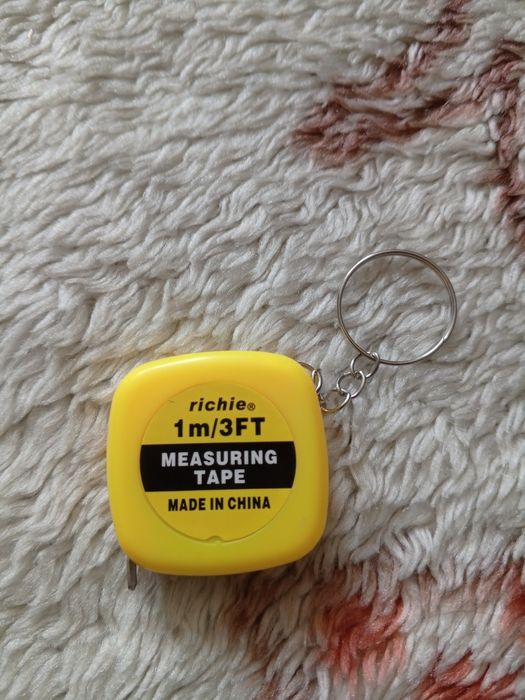 richie®
1m/3FT
MEASURING
TAPE
MADE IN CHINA